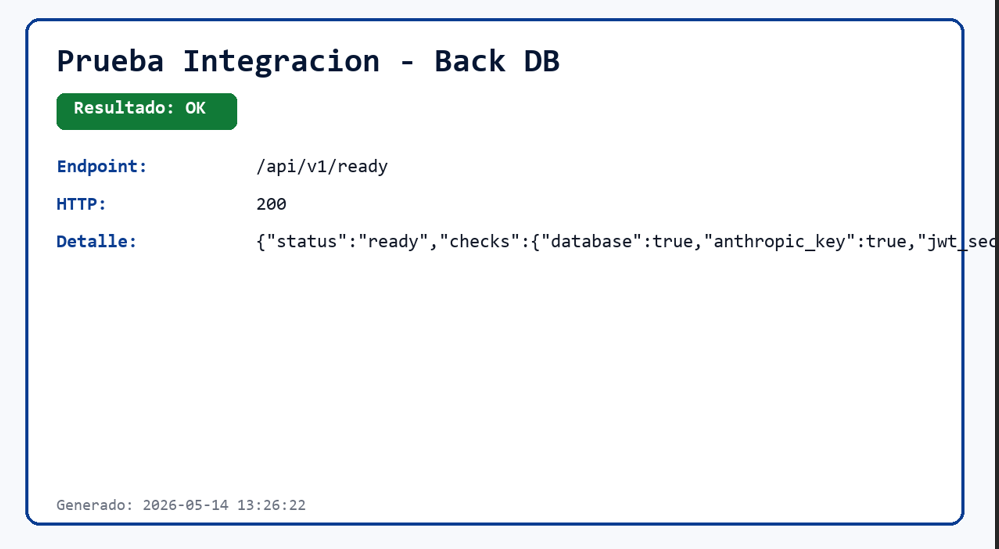 Prueba Integracion - Back DB
Resultado: OK
Endpoint: /api/v1/ready
HTTP: 200
Detalle: {"status":"ready","checks":{"database":true,"anthropic_key":true,"jwt_sec
Generado: 2026-05-14 13:26:22